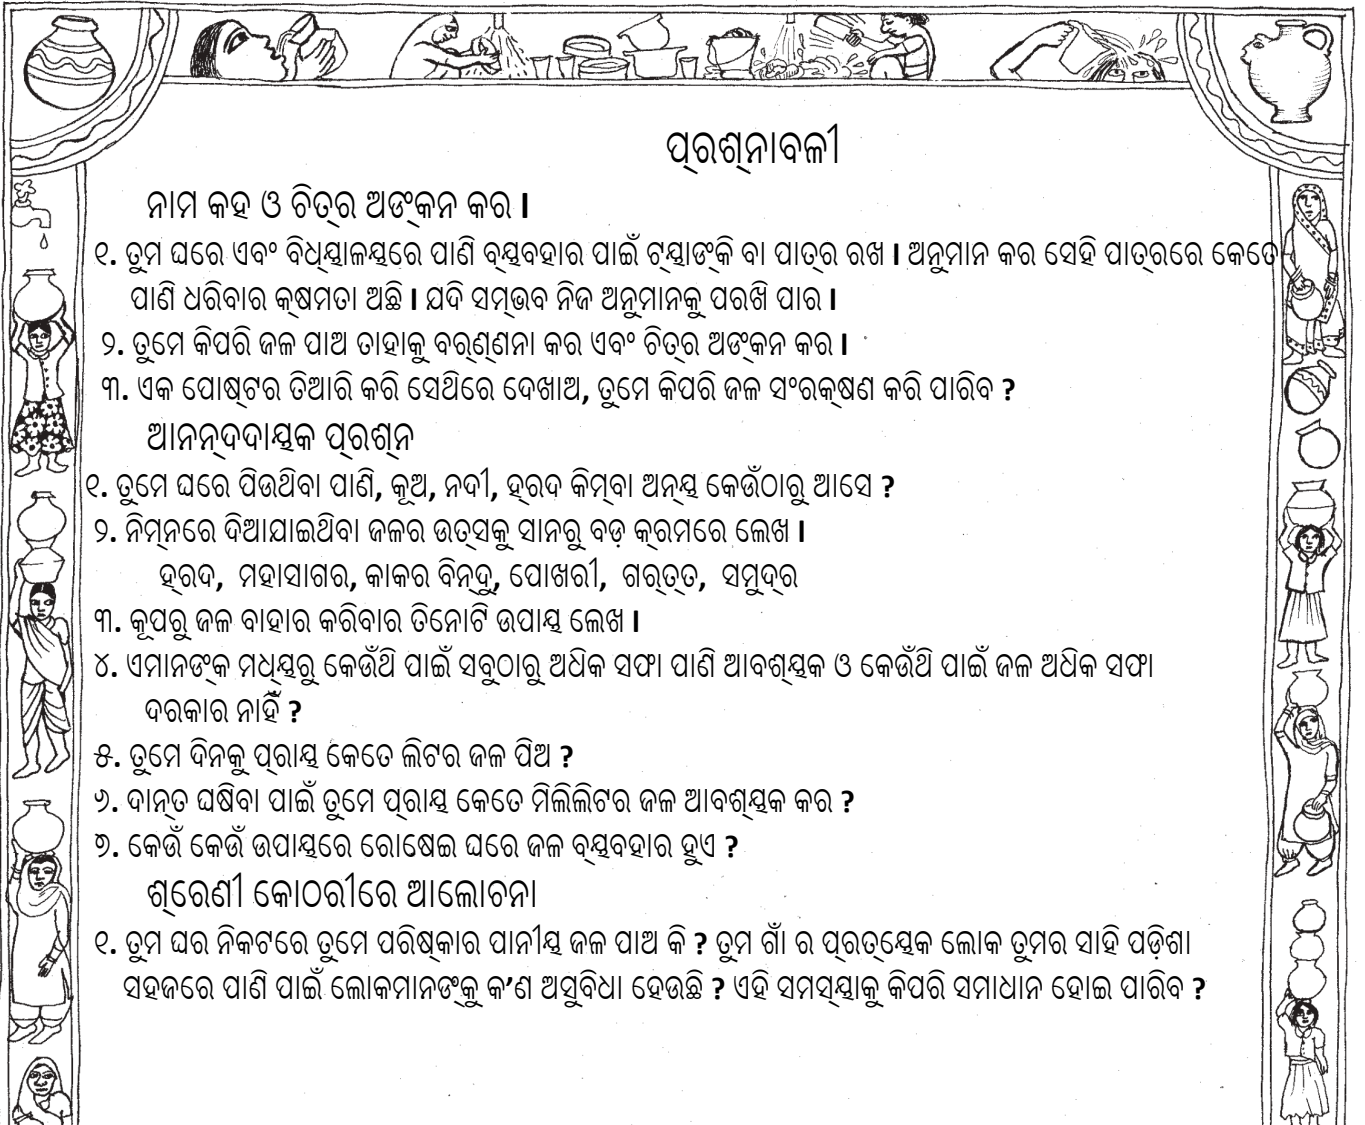 ପ୍ରଶ୍ନାବଳୀ
ନାମ କହ ଓ ଚିତ୍ର ଅଙ୍କନ କର ।
୧. ତୁମ ଘରେ ଏବଂ ବିଧ୍ୟାଳୟରେ ପାଣି ବ୍ୟବହାର ପାଇଁ ଟ୍ୟାଙ୍କି ବା ପାତ୍ର ରଖ । ଅନୁମାନ କର ସେହି ପାତ୍ରରେ କେତେ
ପାଣି ଧରିବାର କ୍ଷମତା ଅଛି । ଯଦି ସମ୍ଭବ ନିଜ ଅନୁମାନକୁ ପରଖି ପାର ।
୨. ତୁମେ କିପରି ଜଳ ପାଅ ତାହାକୁ ବର୍ଣ୍ଣନା କର ଏବଂ ଚିତ୍ର ଅଙ୍କନ କର ।
୩. ଏକ ପୋଷ୍ଟର ତିଆରି କରି ସେଥିରେ ଦେଖାଅ, ତୁମେ କିପରି ଜଳ ସଂରକ୍ଷଣ କରି ପାରିବ ?
ଆନନ୍ଦଦାୟକ ପ୍ରଶ୍ନ
୧. ତୁମେ ଘରେ ପିଉଥିବା ପାଣି, କୂଅ, ନଦୀ, ହ୍ରଦ କିମ୍ବା ଅନ୍ୟ କେଉଁଠାରୁ ଆସେ ?
୨. ନିମ୍ନରେ ଦିଆଯାଇଥିବା ଜଳର ଉତ୍ସକୁ ସାନରୁ ବଡ଼ କ୍ରମରେ ଲେଖ ।
ହ୍ରଦ, ମହାସାଗର, କାକର ବିନ୍ଦୁ, ପୋଖରୀ, ଗର୍ତ୍ତ, ସମୁଦ୍ର
୩. କୂପରୁ ଜଳ ବାହାର କରିବାର ତିନୋଟି ଉପାୟ ଲେଖ ।
୪. ଏମାନଙ୍କ ମଧ୍ୟରୁ କେଉଁଥି ପାଇଁ ସବୁଠାରୁ ଅଧିକ ସଫା ପାଣି ଆବଶ୍ୟକ ଓ କେଉଁଥି ପାଇଁ ଜଳ ଅଧିକ ସଫା
ଦରକାର ନାହିଁ ?
୫. ତୁମେ ଦିନକୁ ପ୍ରାୟ କେତେ ଲିଟର ଜଳ ପିଅ ?
୬. ଦାନ୍ତ ଘଷିବା ପାଇଁ ତୁମେ ପ୍ରାୟ କେତେ ମିଲିଲିଟର ଜଳ ଆବଶ୍ୟକ କର ?
୭. କେଉଁ କେଉଁ ଉପାୟରେ ରୋଷେଇ ଘରେ ଜଳ ବ୍ୟବହାର ହୁଏ ?
ଶ୍ରେଣୀ କୋଠରୀରେ ଆଲୋଚନା
୧. ତୁମ ଘର ନିକଟରେ ତୁମେ ପରିଷ୍କାର ପାନୀୟ ଜଳ ପାଅ କି ? ତୁମ ଗାଁ ର ପ୍ରତ୍ୟେକ ଲୋକ ତୁମର ସାହି ପଡ଼ିଶା
ସହଜରେ ପାଣି ପାଇଁ ଲୋକମାନଙ୍କୁ କ’ଣ ଅସୁବିଧା ହେଉଛି ? ଏହି ସମସ୍ୟାକୁ କିପରି ସମାଧାନ ହୋଇ ପାରିବ ?